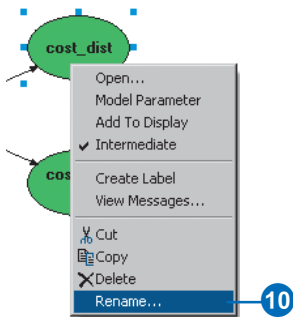 cost_dist
Open...
Model Parameter
Add To Display
Intermediate
cos
Create Label
View Messages...
Cut
Copy
Delete
Rename...
10